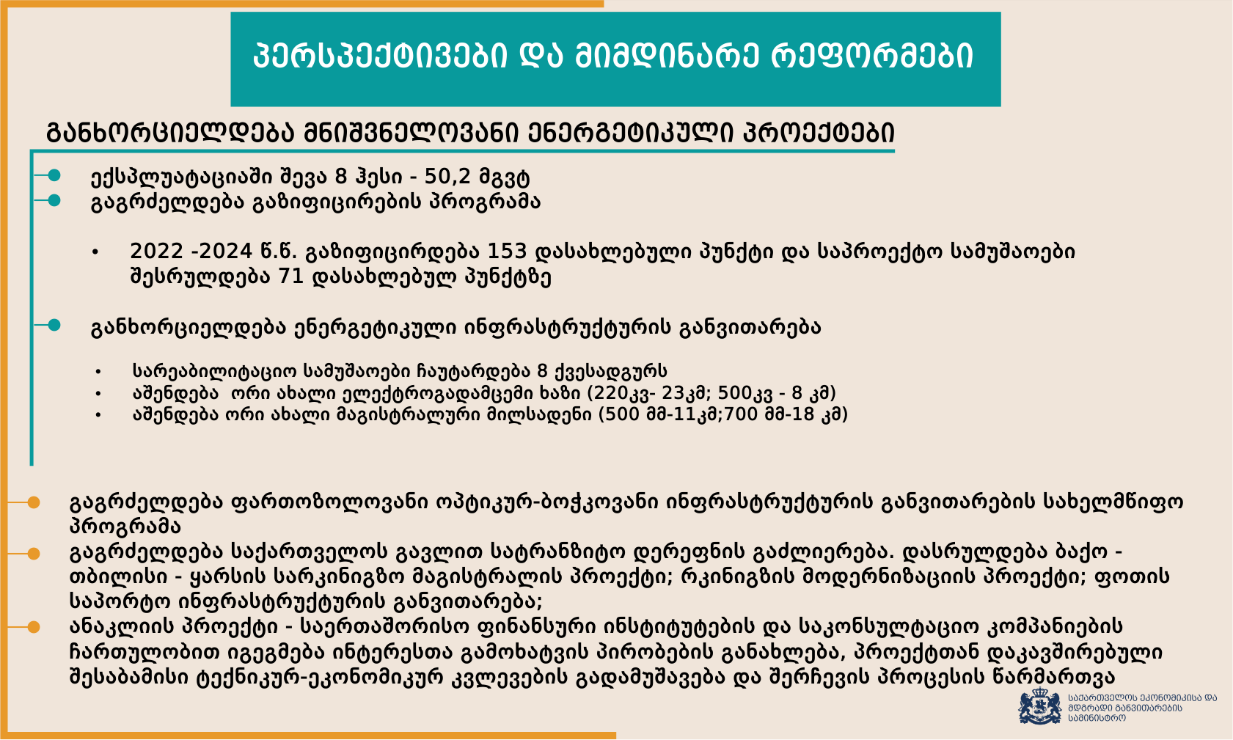 პერსპექტივები და მიმდინარე რეფორმები
განხორციელდება მნიშვნელოვანი ენერგეტიკული პროექტები
ექსპლუატაციაში შევა 8 ჰესი - 50,2 მგვტ
გაგრძელდება გაზიფიცირების პროგრამა
• 2022 -2024 წ.წ. გაზიფიცირდება 153 დასახლებული პუნქტი და საპროექტო სამუშაოები
შესრულდება 71 დასახლებულ პუნქტზე
განხორციელდება ენერგეტიკული ინფრასტრუქტურის განვითარება
• სარეაბილიტაციო სამუშაოები ჩაუტარდება 8 ქვესადგურს
• აშენდება ორი ახალი ელექტროგადამცემი ხაზი (220კვ- 23კმ; 500კვ - 8 კმ)
• აშენდება ორი ახალი მაგისტრალური მილსადენი (500 მმ-11კმ;700 მმ-18 კმ)
გაგრძელდება ფართოზოლოვანი ოპტიკურ-ბოჭკოვანი ინფრასტრუქტურის განვითარების სახელმწიფო
პროგრამა
გაგრძელდება საქართველოს გავლით სატრანზიტო დერეფნის გაძლიერება. დასრულდება ბაქო -
თბილისი - ყარსის სარკინიგზო მაგისტრალის პროექტი; რკინიგზის მოდერნიზაციის პროექტი; ფოთის
საპორტო ინფრასტრუქტურის განვითარება;
ანაკლიის პროექტი - საერთაშორისო ფინანსური ინსტიტუტების და საკონსულტაციო კომპანიების
ჩართულობით იგეგმება ინტერესთა გამოხატვის პირობების განახლება, პროექტთან დაკავშირებული
შესაბამისი ტექნიკურ-ეკონომიკურ კვლევების გადამუშავება და შერჩევის პროცესის წარმართვა
საქართველოს ეკონომიკისა და
მდგრადი განვითარების
სამინისტრო